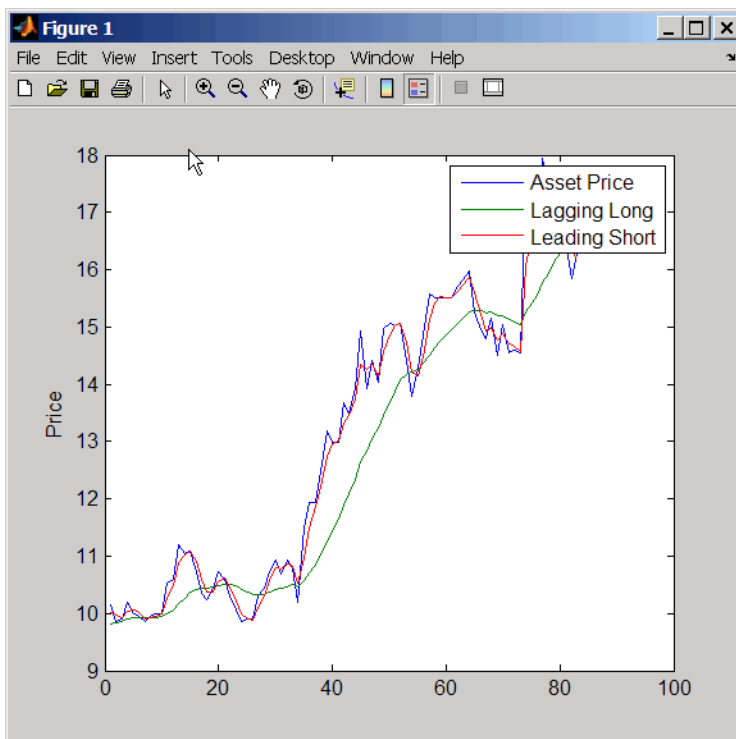 Figure 1
File Edit View Insert Tools Desktop Window Help
18
17
16
15
14
13
12
11
10
9
Price
Asset Price
Lagging Long
Leading Short
0 20 40 60 80 100